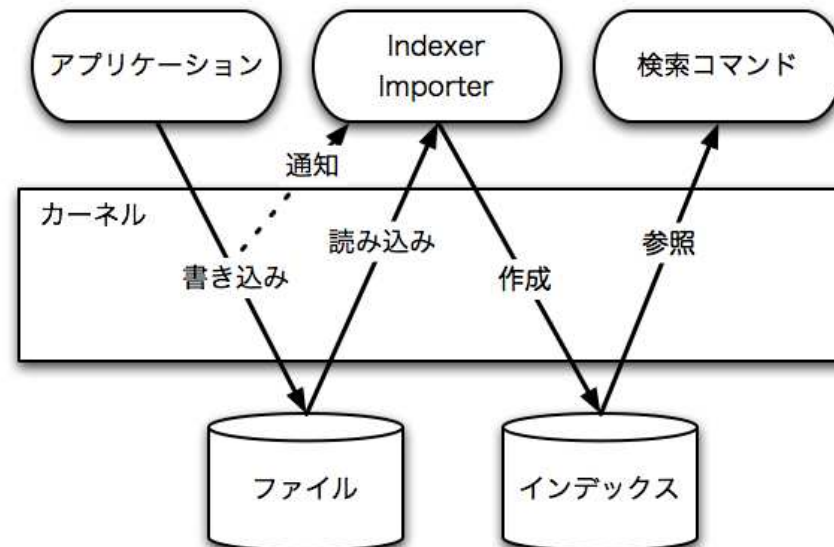 アプリケーション
Indexer
Importer
検索コマンド
通知
カーネル
読み込み
参照
書き込み
作成
ファイル
インデックス